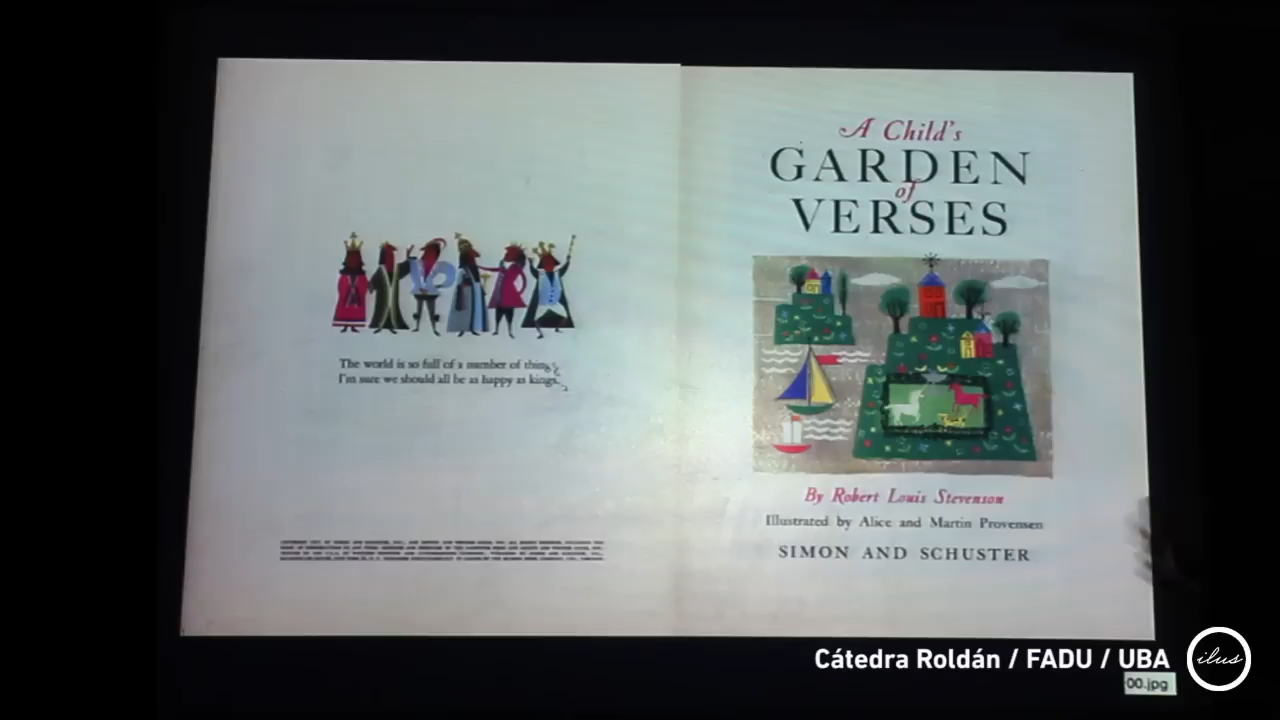 The world is so full of a number of things,
I'm sure we should all be as happy as kings.
A Child's
GARDEN
of
VERSES
By Robert Louis Stevenson
Illustrated by Alice and Martin Provensen
SIMON AND SCHUSTER
Cátedra Roldán / FADU / UBA
ilus
00.jpg